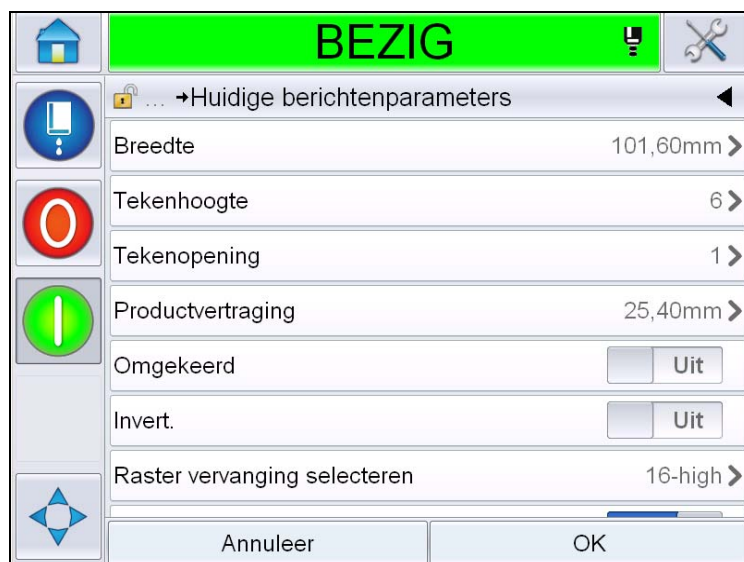 BEZIG
... →Huidige berichtenparameters
Breedte 101,60mm
Tekenhoogte 6
Tekenopening 1
Productvertraging 25,40mm
Omgekeerd Uit
Invert. Uit
Raster vervanging selecteren 16-high
Annuleer OK